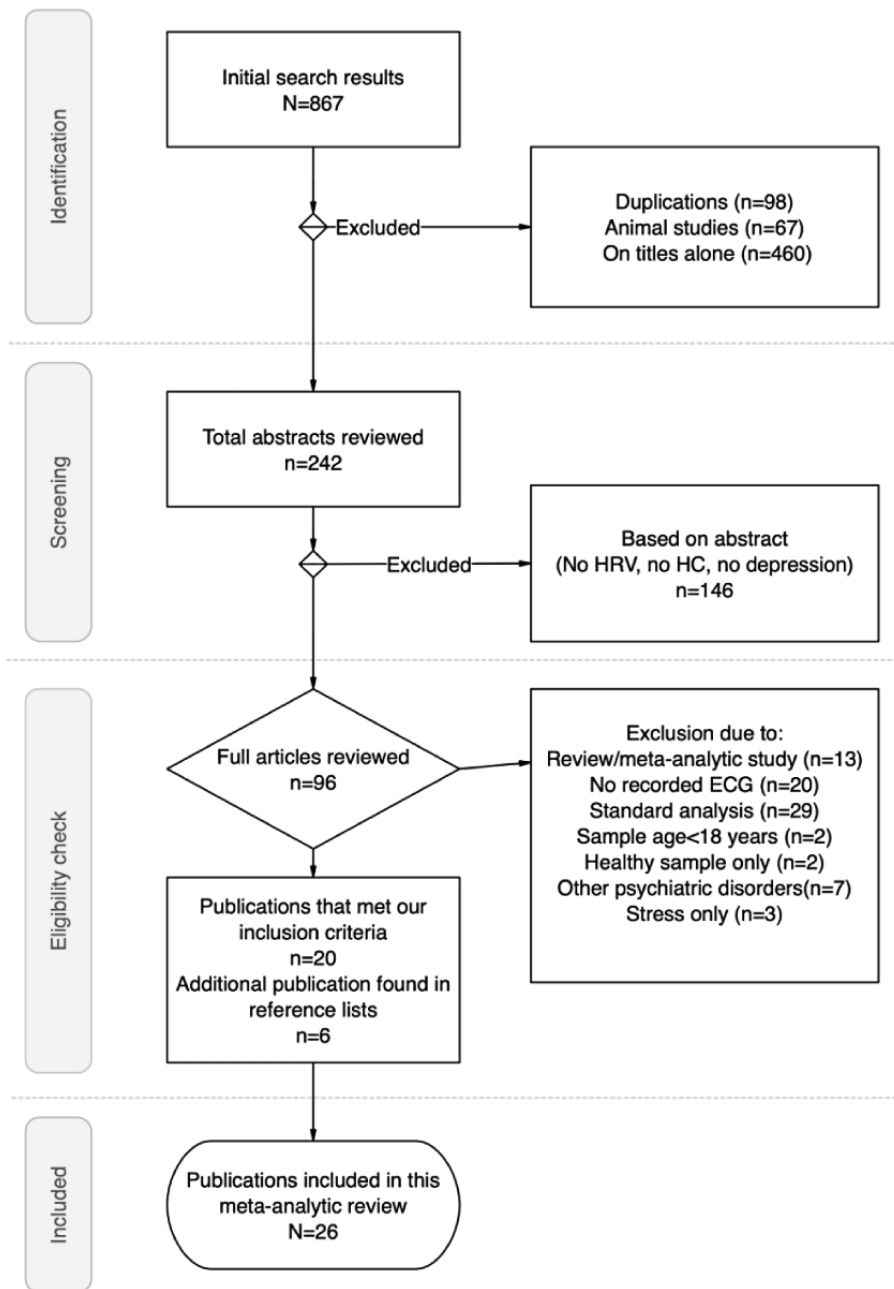 Identification
Initial search results
N=867
Excluded
Duplications (n=98)
Animal studies (n=67)
On titles alone (n=460)
Screening
Total abstracts reviewed
n=242
Excluded
Based on abstract
(No HRV, no HC, no depression)
n=146
Eligibility check
Full articles reviewed
n=96
Exclusion due to:
Review/meta-analytic study (n=13)
No recorded ECG (n=20)
Standard analysis (n=29)
Sample age<18 years (n=2)
Healthy sample only (n=2)
Other psychiatric disorders(n=7)
Stress only (n=3)
Publications that met our
inclusion criteria
n=20
Additional publication found in
reference lists
n=6
Included
Publications included in this
meta-analytic review
N=26